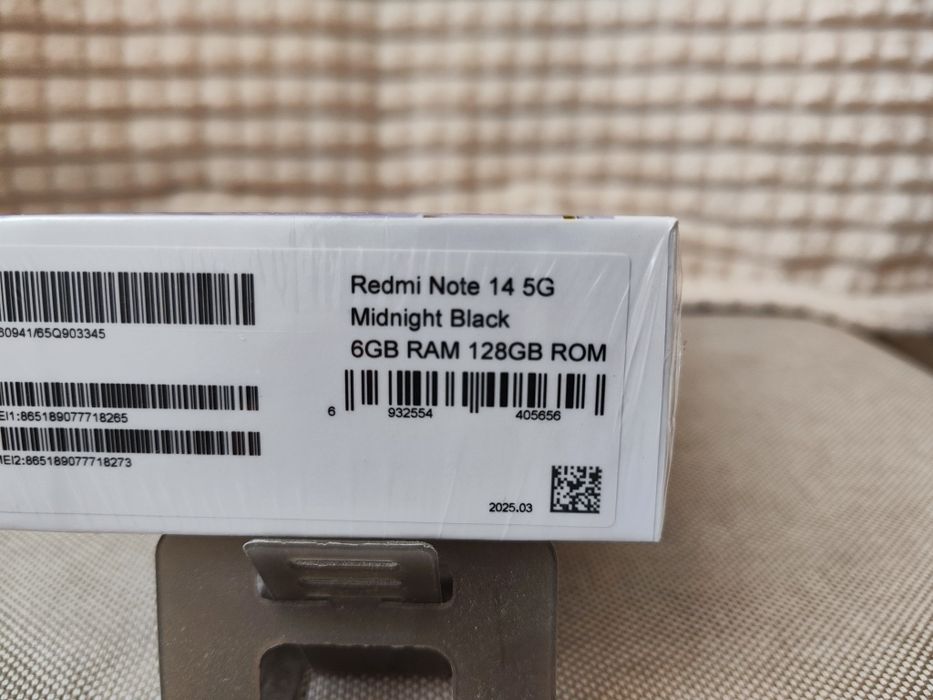 60941/65Q903345
EI1:865189077718265
MEI2:865189077718273
Redmi Note 14 5G
Midnight Black
6GB RAM 128GB ROM
6 932554 405656
2025.03